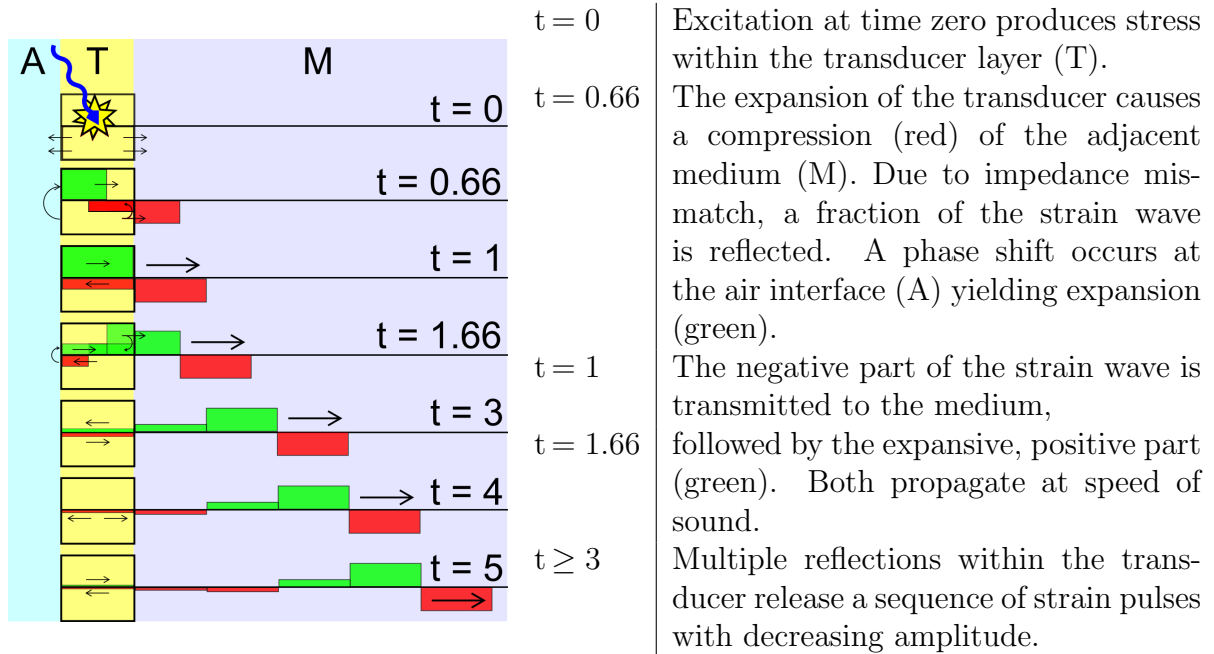 A T M
t = 0
t = 0.66
t = 1
t = 1.66
t = 3
t = 4
t = 5
t = 0 Excitation at time zero produces stress
within the transducer layer (T).
t = 0.66 The expansion of the transducer causes
a compression (red) of the adjacent
medium (M). Due to impedance mis-
match, a fraction of the strain wave
is reflected. A phase shift occurs at
the air interface (A) yielding expansion
(green).
t = 1 The negative part of the strain wave is
transmitted to the medium,
t = 1.66 followed by the expansive, positive part
(green). Both propagate at speed of
sound.
t ≥ 3 Multiple reflections within the trans-
ducer release a sequence of strain pulses
with decreasing amplitude.